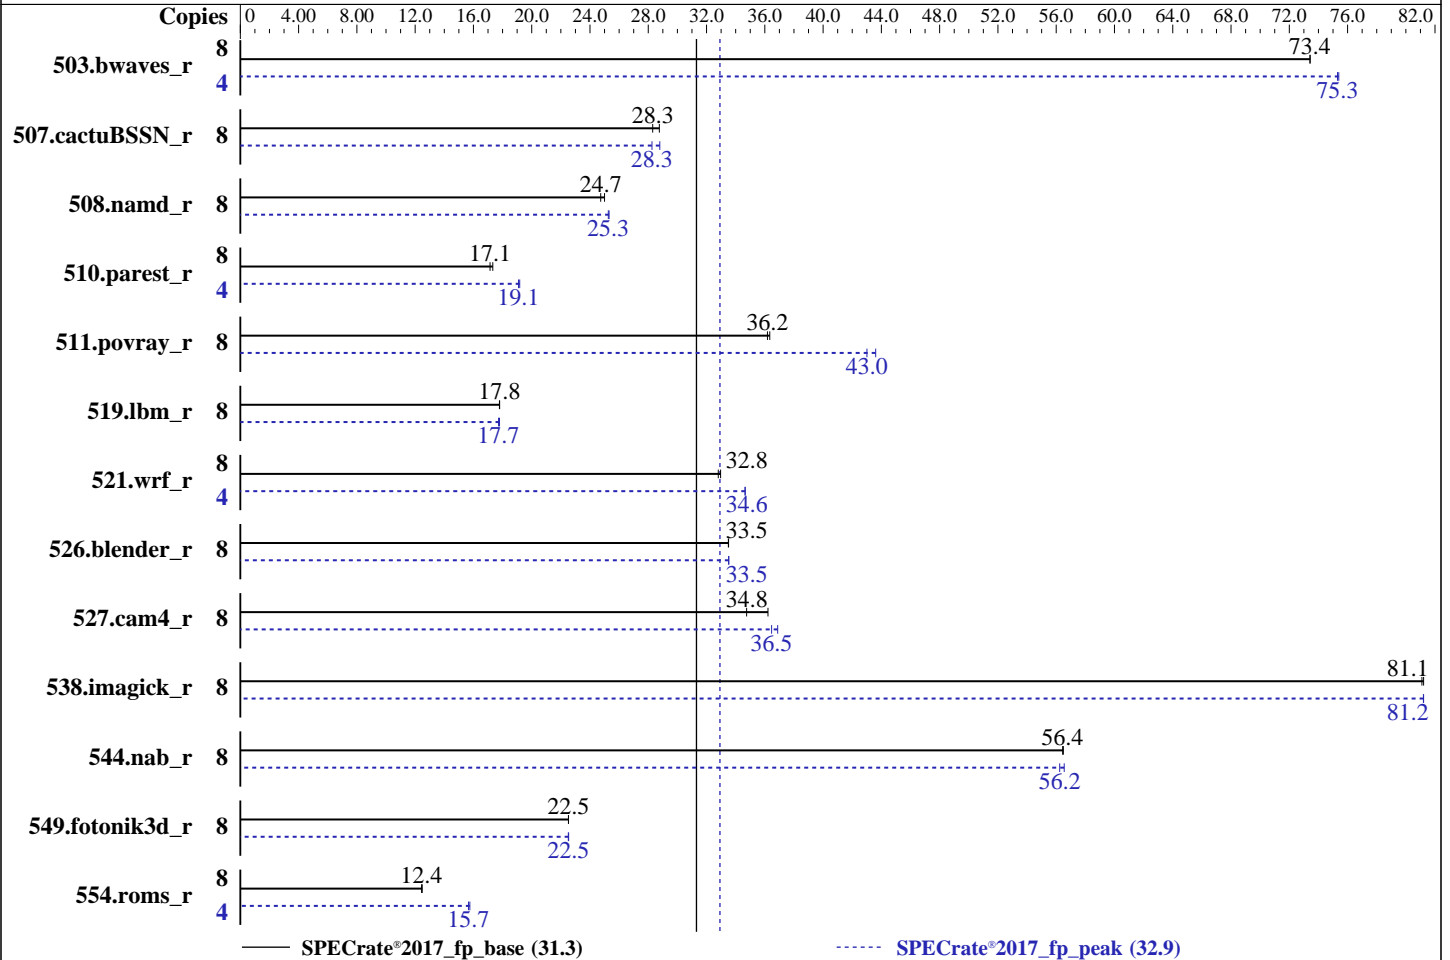 Copies 0 4.00 8.00 12.0 16.0 20.0 24.0 28.0 32.0 36.0 40.0 44.0 48.0 52.0 56.0 60.0 64.0 68.0 72.0 76.0 82.0
503.bwaves_r 8 73.4
4 75.3
507.cactuBSSN_r 8 28.3
28.3
508.namd_r 8 24.7
25.3
510.parest_r 8 17.1
4 19.1
511.povray_r 8 36.2
43.0
519.lbm_r 8 17.8
17.7
521.wrf_r 8 32.8
4 34.6
526.blender_r 8 33.5
33.5
527.cam4_r 8 34.8
36.5
538.imagick_r 8 81.1
81.2
544.nab_r 8 56.4
56.2
549.fotonik3d_r 8 22.5
22.5
554.roms_r 8 12.4
4 15.7
SPECrate®2017_fp_base (31.3) SPECrate®2017_fp_peak (32.9)